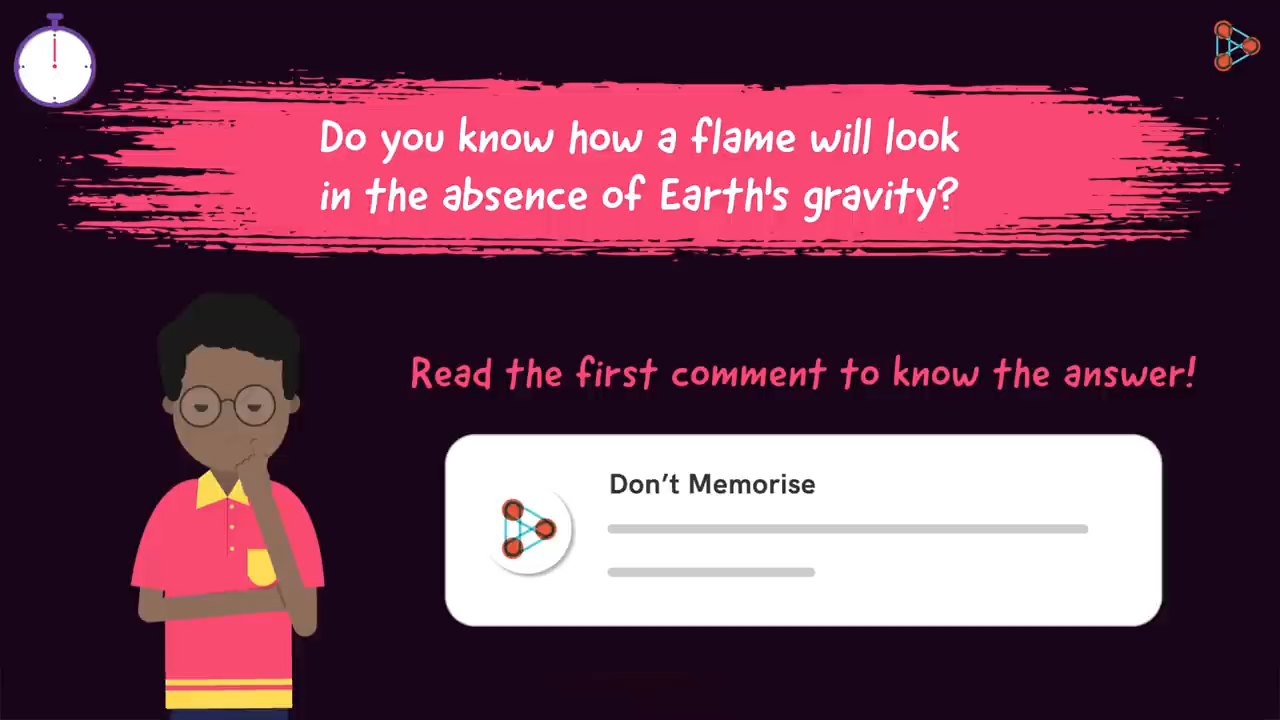 Do you know how a flame will look
in the absence of Earth's gravity?
Read the first comment to know the answer!
Don't Memorise